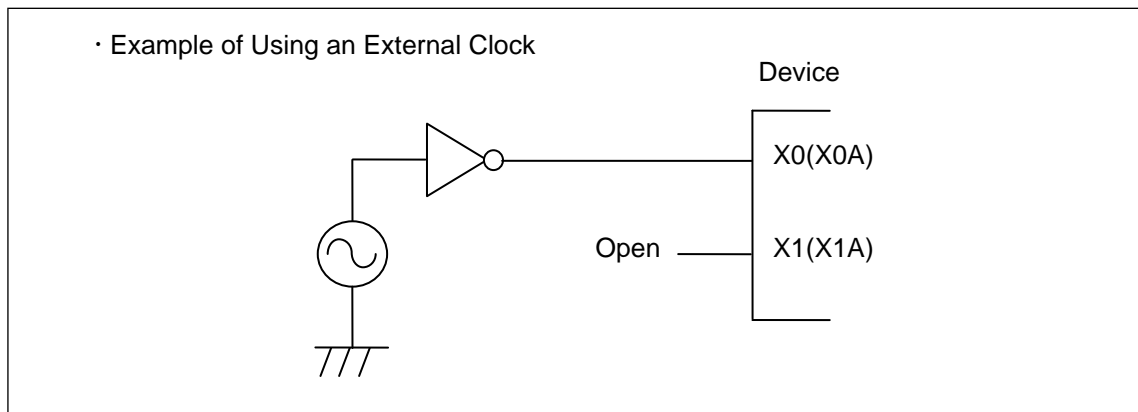 · Example of Using an External Clock
Device
X0(X0A)
Open
X1(X1A)